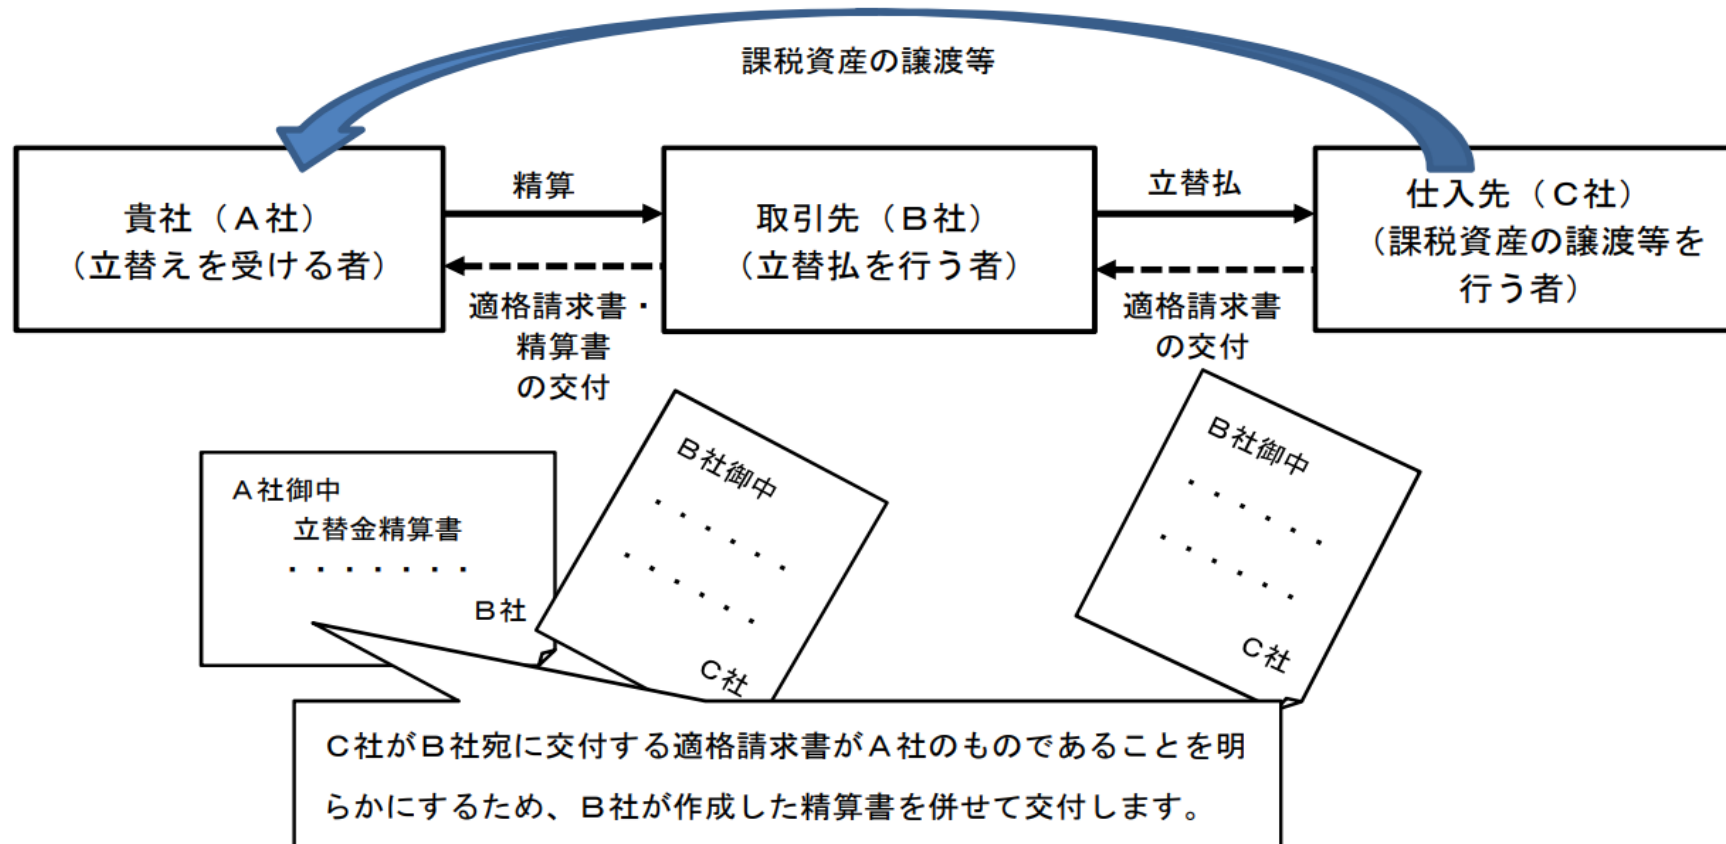 課税資産の譲渡等
貴社（Ａ社）
（立替えを受ける者）
精算
適格請求書・
精算書
の交付
取引先（Ｂ社）
（立替払を行う者）
立替払
適格請求書
の交付
仕入先（Ｃ社）
（課税資産の譲渡等を
行う者）
Ａ社御中
立替金精算書
・・・・・・・
Ｂ社
Ｂ社御中
・・・・・・
・・・・・・
Ｃ社
Ｂ社御中
・・・・・・
・・・・・・
Ｃ社
Ｃ社がＢ社宛に交付する適格請求書がＡ社のものであることを明
らかにするため、Ｂ社が作成した精算書を併せて交付します。